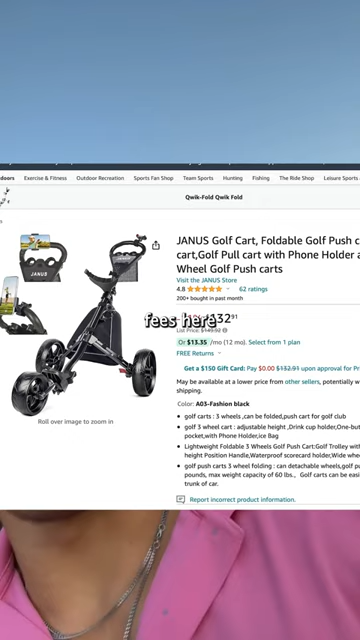 doors Exercise & Fitness Outdoor Recreation Sports Fan Shop Team Sports Hunting Fishing The Ride Shop Leisure Sports
Qwik-Fold Qwik Fold
JANUS
JANUS Golf Cart, Foldable Golf Push c
cart,Golf Pull cart with Phone Holder a
Wheel Golf Push carts
Visit the JANUS Store
4.8 62 ratings
200+ bought in past month
fees here
32 91
List Price: $149.92
Or $13.35 /mo (12 mo). Select from 1 plan
FREE Returns
Get a $150 Gift Card: Pay $0.00 $132.91 upon approval for Pr
May be available at a lower price from other sellers, potentially w
shipping.
Color: A03-Fashion black
Roll over image to zoom in
• golf carts : 3 wheels ,can be folded,push cart for golf club
• golf 3 wheel cart : adjustable height ,Drink cup holder,One-but
pocket,with Phone Holder,ice Bag
• Lightweight Foldable 3 Wheels Golf Push Cart:Golf Trolley with
height Position Handle,Waterproof scorecard holder,Wide whee
• golf push carts 3 wheel folding : can detachable wheels,golf pu
pounds, max weight capacity of 60 lbs., Golf carts can be easi
trunk of car.
Report incorrect product information.